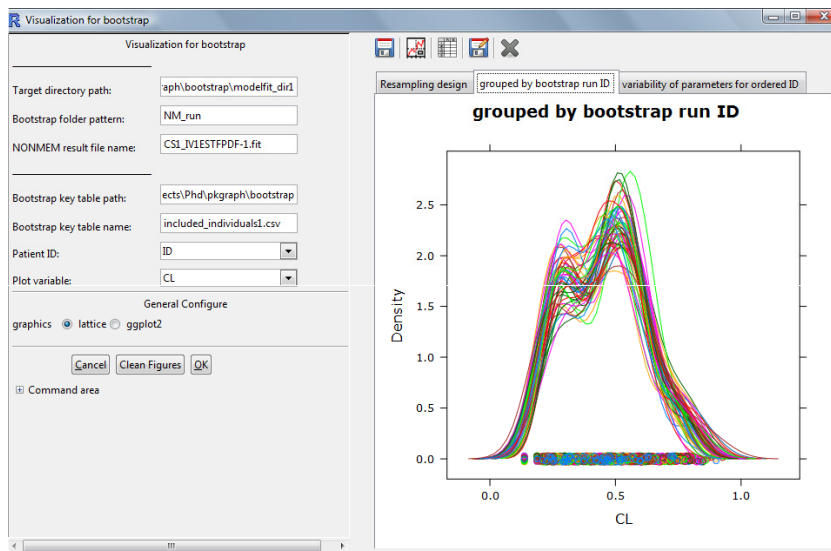 Visualization for bootstrap
Visualization for bootstrap
Target directory path:
raph\bootstrap\modelfit_dir1
Bootstrap folder pattern:
NM_run
NONMEM result file name:
CS1_IV1ESTFPDF-1.fit
Bootstrap key table path:
ects\Phd\pkgraph\bootstrap
Bootstrap key table name:
included_individuals1.csv
Patient ID:
ID
Plot variable:
CL
General Configure
graphics lattice ggplot2
Cancel Clean Figures OK
Command area
Resampling design grouped by bootstrap run ID variability of parameters for ordered ID
grouped by bootstrap run ID
Density
2.5
2.0
1.5
1.0
0.5
0.0
0.0 0.5 1.0
CL